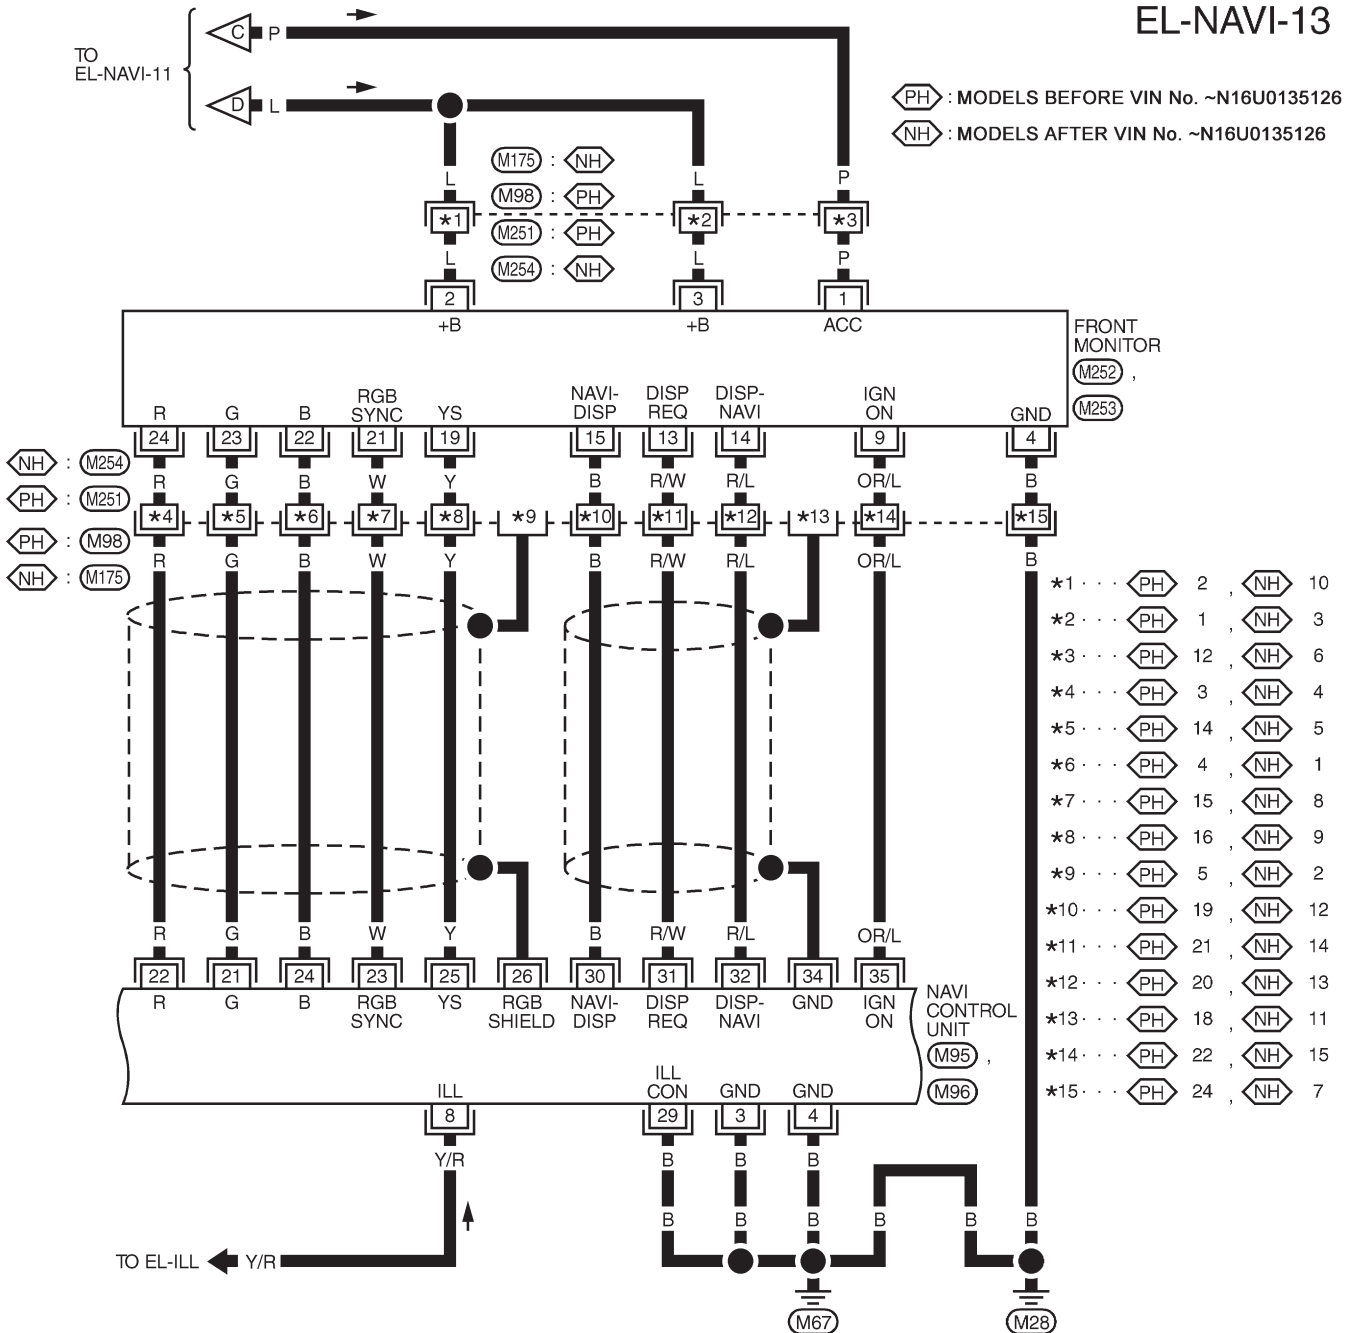 EL-NAVI-13
C P
TO
EL-NAVI-11
D L
PH : MODELS BEFORE VIN No. ~N16U0135126
NH : MODELS AFTER VIN No. ~N16U0135126
M175 : NH
L L P
M98 : PH
*1 *2 *3
M251 : PH
L L P
M254 : NH
2 3 1
+B +B ACC
FRONT
MONITOR
M252 ,
M253
R G B RGB SYNC YS NAVI-DISP DISP REQ DISP-NAVI IGN ON GND
24 23 22 21 19 15 13 14 9 4
NH : M254
R G B W Y B R/W R/L OR/L B
PH : M251
*4 *5 *6 *7 *8 *9 *10 *11 *12 *13 *14 *15
PH : M98
R G B W Y B R/W R/L OR/L B
NH : M175
*1 · · · PH 2 , NH 10
*2 · · · PH 1 , NH 3
*3 · · · PH 12 , NH 6
*4 · · · PH 3 , NH 4
*5 · · · PH 14 , NH 5
*6 · · · PH 4 , NH 1
*7 · · · PH 15 , NH 8
*8 · · · PH 16 , NH 9
*9 · · · PH 5 , NH 2
*10 · · · PH 19 , NH 12
*11 · · · PH 21 , NH 14
*12 · · · PH 20 , NH 13
*13 · · · PH 18 , NH 11
*14 · · · PH 22 , NH 15
*15 · · · PH 24 , NH 7
R G B W Y B R/W R/L OR/L
22 21 24 23 25 26 30 31 32 34 35
R G B RGB SYNC YS RGB SHIELD NAVI-DISP DISP REQ DISP-NAVI GND IGN ON
NAVI
CONTROL
UNIT
M95 ,
M96
ILL ILL CON GND GND
8 29 3 4
Y/R B B B
B B B B B B
TO EL-ILL Y/R
M67 M28